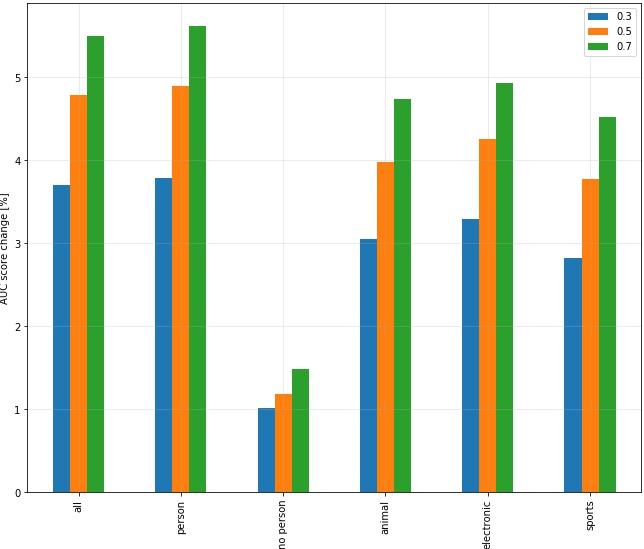 0.3
0.5
0.7
5
4
3
2
1
0
AUC score change [%]
all
person
no person
animal
electronic
sports